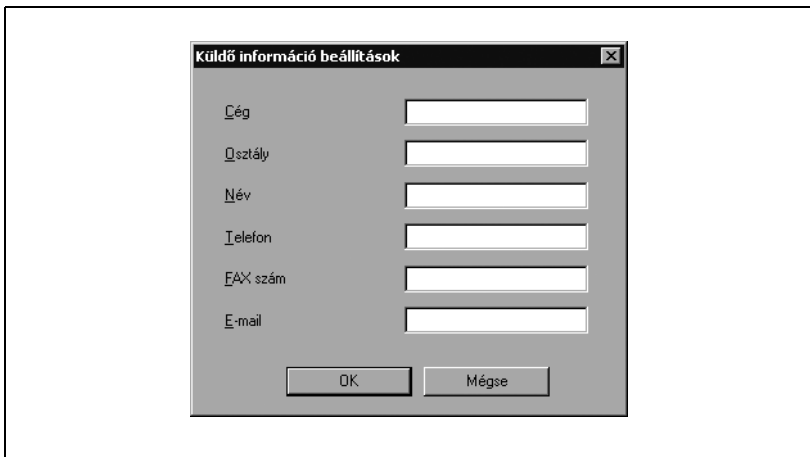 Küldő információ beállítások
Cég
Osztály
Név
Telefon
FAX szám
E-mail
OK Mégse